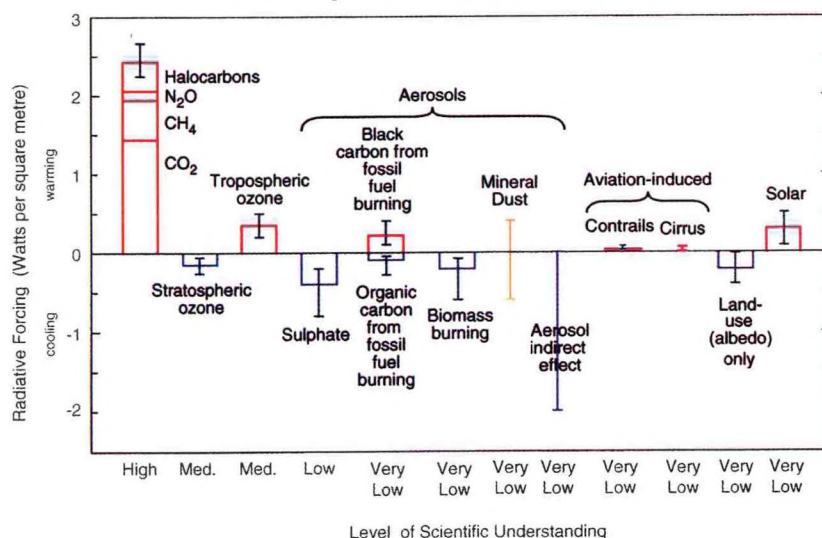 3
2
1
0
-1
-2
Radiative Forcing (Watts per square metre)
cooling
warming
Halocarbons
N₂O
CH₄
CO₂
Stratospheric
ozone
Tropospheric
ozone
Aerosols
Sulphate
Black
carbon from
fossil
fuel
burning
Organic
carbon
from
fossil
fuel
burning
Biomass
burning
Mineral
Dust
Aerosol
indirect
effect
Aviation-induced
Contrails
Cirrus
Land-
use
(albedo)
only
Solar
High
Med.
Med.
Low
Very
Low
Very
Low
Very
Low
Very
Low
Very
Low
Very
Low
Very
Low
Very
Low
Level of Scientific Understanding